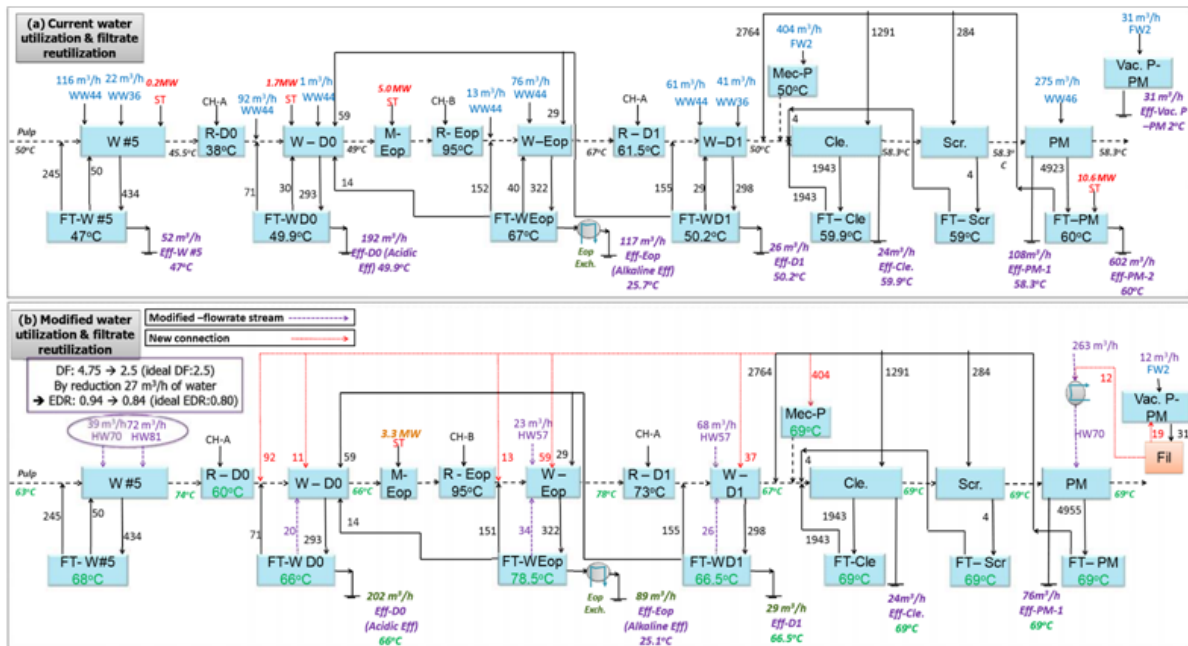 (a) Current water
utilization & filtrate
reutilization
116 m³/h
WW44
22 m³/h
WW36
0.2MW
ST
CH-A
92 m³/h
WW44
1.7MW
ST
1 m³/h
WW44
59
5.0 MW
ST
CH-B
13 m³/h
WW44
76 m³/h
WW44
29
CH-A
61 m³/h
WW44
41 m³/h
WW36
2764
404 m³/h
FW2
Mec-P
50°C
1291
284
275 m³/h
WW46
31 m³/h
FW2
Vac. P-
PM
31 m³/h
Eff-Vac. P
–PM 2°C
Pulp
50°C
W #5
45.5°C
R-D0
38°C
W – D0
49°C
M-
Eop
R- Eop
95°C
W–Eop
67°C
R – D1
61.5°C
W–D1
50°C
4
Cle.
58.3°C
Scr.
58.3°
C
PM
58.3°C
245
50
434
71
30
293
14
152
40
322
155
29
298
1943
1943
4
4923
10.6 MW
ST
FT-W #5
47°C
FT-WD0
49.9°C
FT-WEop
67°C
Eop
Exch.
FT-WD1
50.2°C
FT– Cle
59.9°C
FT– Scr
59°C
FT–PM
60°C
52 m³/h
Eff-W #5
47°C
192 m³/h
Eff-D0 (Acidic
Eff) 49.9°C
117 m³/h
Eff-Eop
(Alkaline Eff)
25.7°C
26 m³/h
Eff-D1
50.2°C
24m³/h
Eff-Cle.
59.9°C
108m³/h
Eff-PM-1
58.3°C
602 m³/h
Eff-PM-2
60°C
(b) Modified water
utilization & filtrate
reutilization
Modified –flowrate stream
New connection
DF: 4.75 → 2.5 (ideal DF:2.5)
By reduction 27 m³/h of water
→ EDR: 0.94 → 0.84 (ideal EDR:0.80)
39 m³/h
HW70
72 m³/h
HW81
CH-A
92
11
59
3.3 MW
ST
CH-B
13
23 m³/h
HW57
59
29
CH-A
68 m³/h
HW57
37
2764
404
Mec-P
69°C
1291
284
263 m³/h
12
HW70
12 m³/h
FW2
Vac. P-
PM
19
31
Fil
Pulp
63°C
W #5
74°C
R – D0
60°C
W – D0
66°C
M-
Eop
R - Eop
95°C
W –
Eop
78°C
R – D1
73°C
W –
D1
67°C
4
Cle.
69°C
Scr.
69°C
PM
69°C
245
50
434
71
20
293
14
151
34
322
155
26
298
1943
1943
4
4955
FT- W#5
68°C
FT-W D0
66°C
FT-WEop
78.5°C
Eop
Exch.
FT-WD1
66.5°C
FT-Cle
69°C
FT– Scr
69°C
FT– PM
69°C
202 m³/h
Eff-D0
(Acidic Eff)
66°C
89 m³/h
Eff-Eop
(Alkaline Eff)
25.1°C
29 m³/h
Eff-D1
66.5°C
24m³/h
Eff-Cle.
69°C
76m³/h
Eff-PM-1
69°C